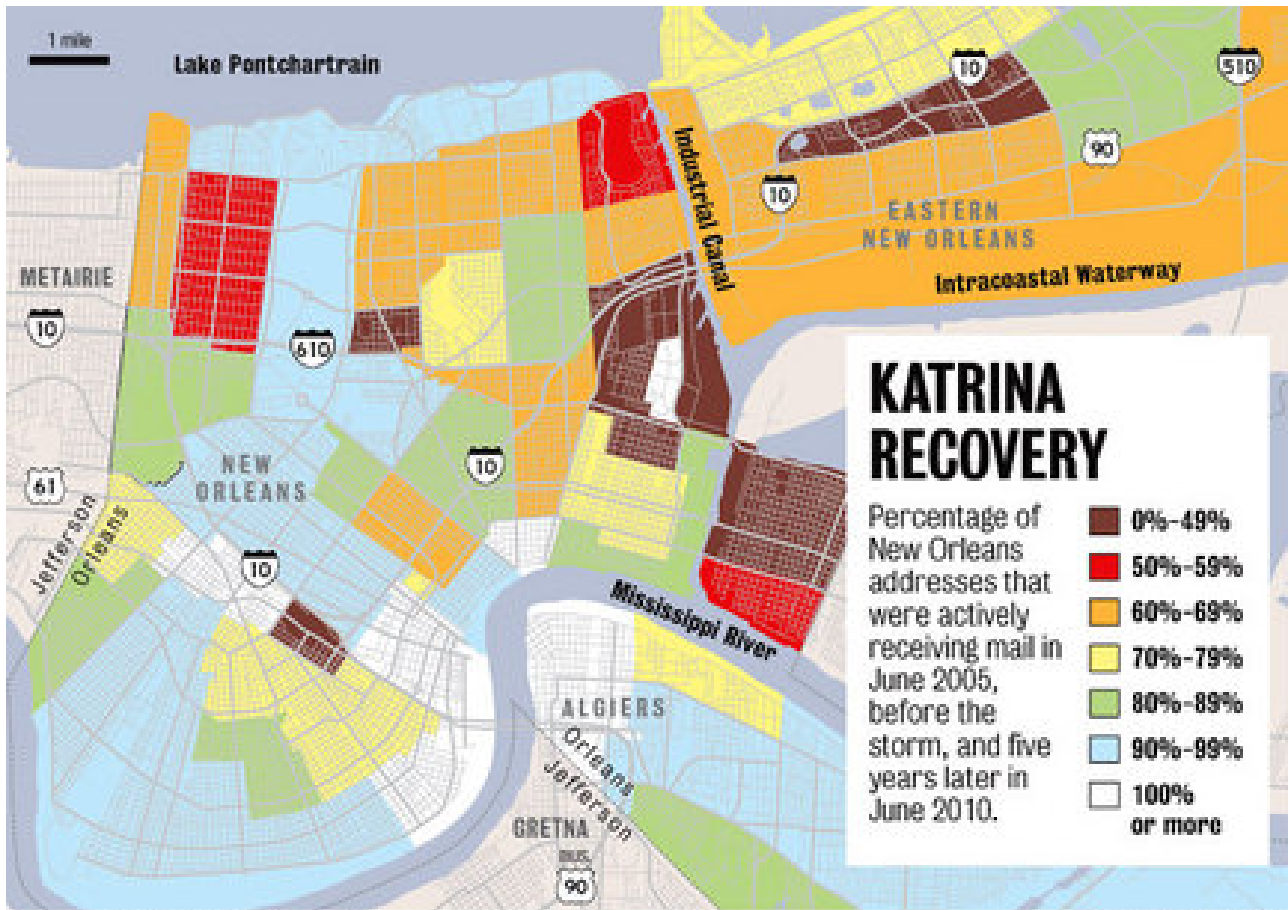 1 mile
Lake Pontchartrain
10
510
Industrial Canal
90
10
EASTERN
NEW ORLEANS
METAIRIE
Intracoastal Waterway
10
610
KATRINA
RECOVERY
NEW
ORLEANS
10
61
Jefferson
Orleans
10
Percentage of
New Orleans
addresses that
were actively
receiving mail in
June 2005,
before the
storm, and five
years later in
June 2010.
0%–49%
50%–59%
60%–69%
70%–79%
80%–89%
90%–99%
100%
or more
Mississippi River
ALGIERS
Orleans
Jefferson
GRETNA
BUS.
90